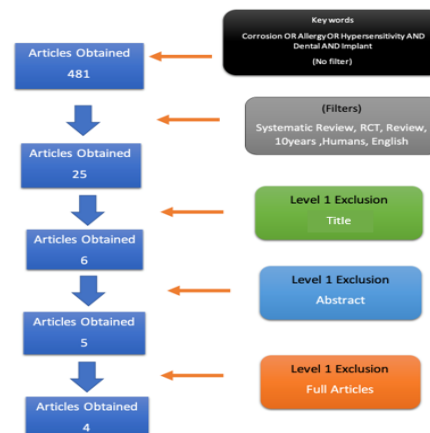 Key words
Corrosion OR Allergy OR Hypersensitivity AND
Dental AND Implant
(No filter)
Articles Obtained
481
(Filters)
Systematic Review, RCT, Review,
10years ,Humans, English
Articles Obtained
25
Level 1 Exclusion
Title
Articles Obtained
6
Level 1 Exclusion
Abstract
Articles Obtained
5
Level 1 Exclusion
Full Articles
Articles Obtained
4